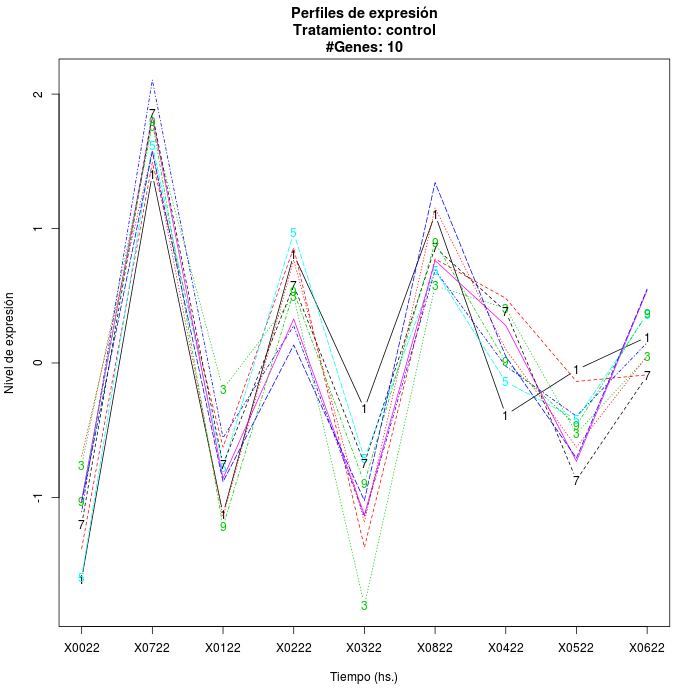 Perfiles de expresión
Tratamiento: control
#Genes: 10
Nivel de expresión
2
1
0
-1
X0022 X0722 X0122 X0222 X0322 X0822 X0422 X0522 X0622
Tiempo (hs.)